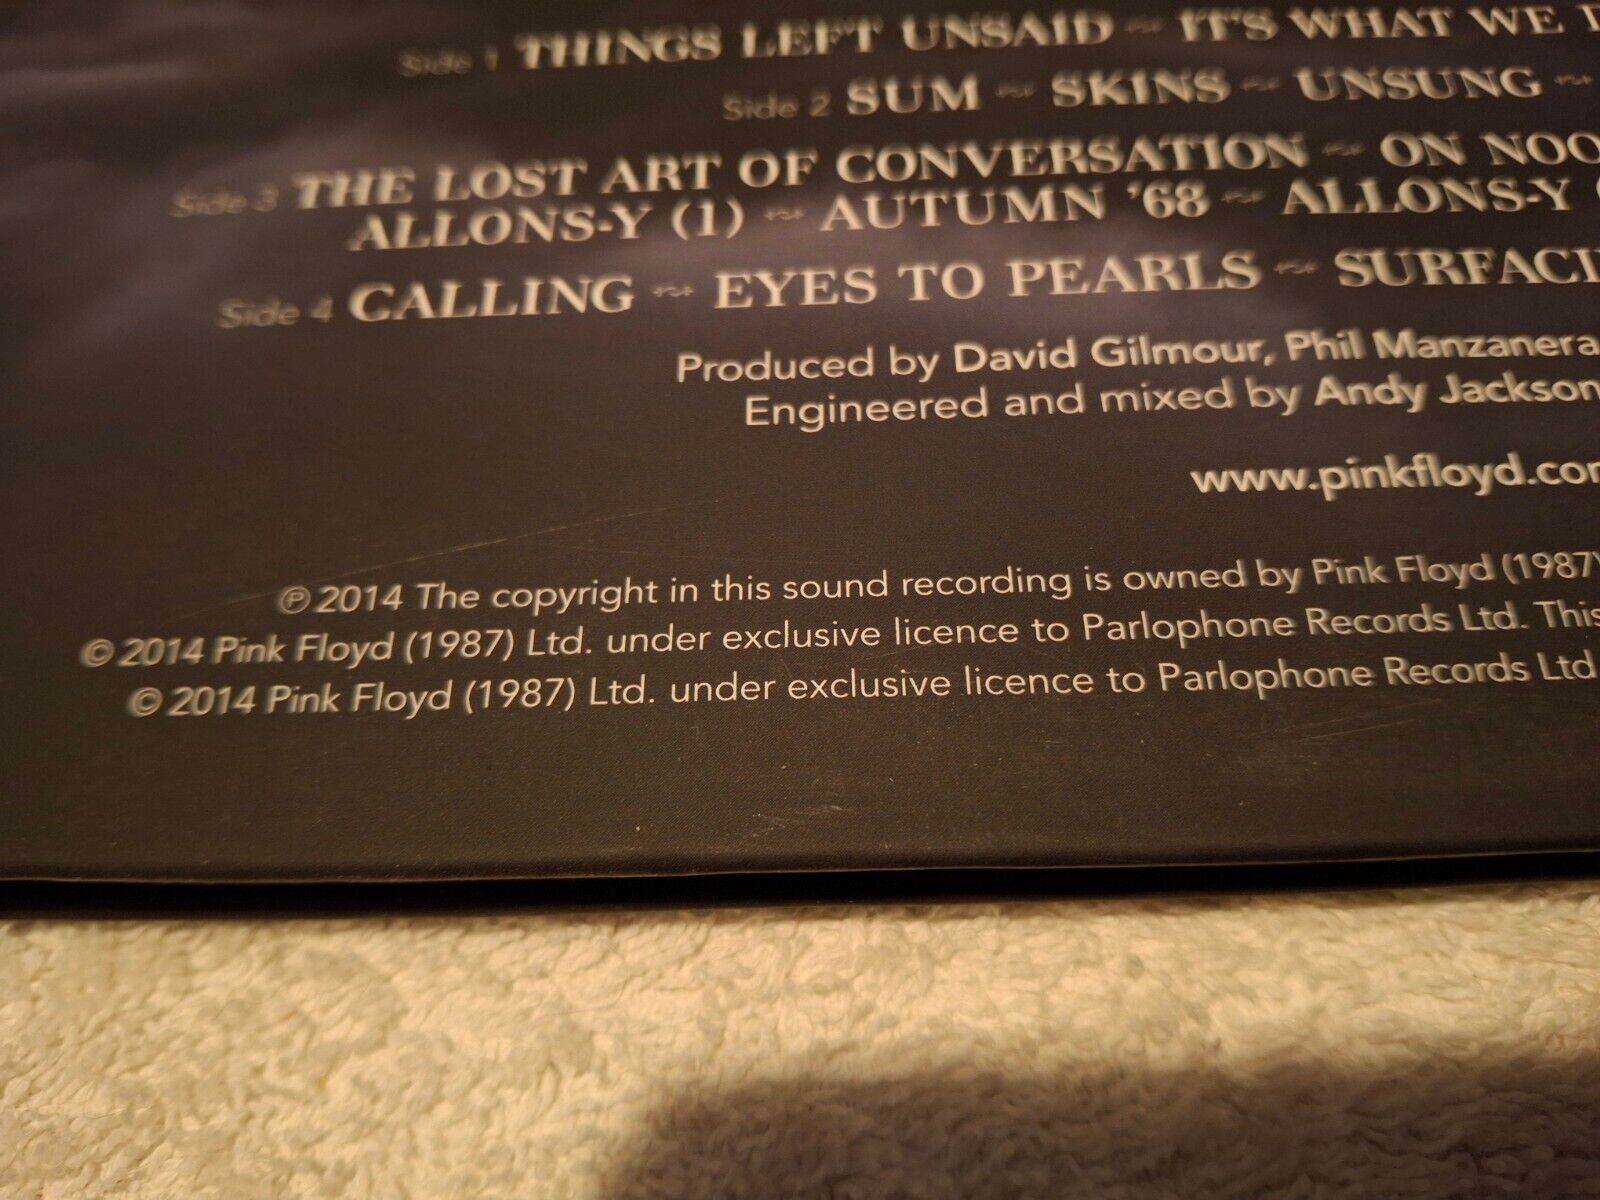 Side 1 THINGS LEFT UNSAID ~ IT'S WHAT WE
Side 2 SUM ~ SKINS ~ UNSUNG ~
Side 3 THE LOST ART OF CONVERSATION ~ ON NOO
ALLONS-Y (1) ~ AUTUMN '68 ~ ALLONS-Y (
Side 4 CALLING ~ EYES TO PEARLS ~ SURFACI
Produced by David Gilmour, Phil Manzanera,
Engineered and mixed by Andy Jackson,
www.pinkfloyd.co
℗ 2014 The copyright in this sound recording is owned by Pink Floyd (1987)
© 2014 Pink Floyd (1987) Ltd. under exclusive licence to Parlophone Records Ltd. This
© 2014 Pink Floyd (1987) Ltd. under exclusive licence to Parlophone Records Ltd